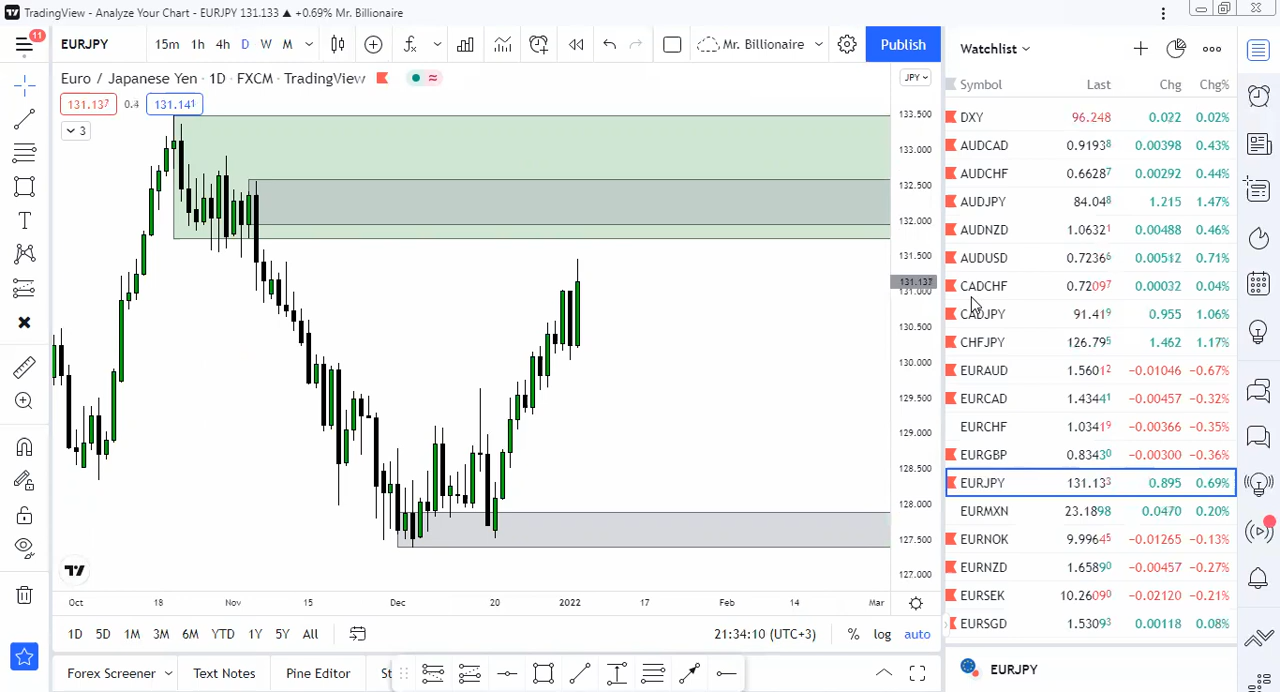 TradingView - Analyze Your Chart - EURJPY 131.133 ▲ +0.69% Mr. Billionaire
11
EURJPY 15m 1h 4h D W M Mr. Billionaire Publish
Euro / Japanese Yen · 1D · FXCM · TradingView
131.137 0.4 131.141
3
JPY
133.500
133.000
132.500
132.000
131.500
131.137
131.000
130.500
130.000
129.500
129.000
128.500
128.000
127.500
127.000
Oct 18 Nov 15 Dec 20 2022 17 Feb 14 Mar
1D 5D 1M 3M 6M YTD 1Y 5Y All 21:34:10 (UTC+3) % log auto
Forex Screener Text Notes Pine Editor St
Watchlist
Symbol Last Chg Chg%
DXY 96.248 0.022 0.02%
AUDCAD 0.91938 0.00398 0.43%
AUDCHF 0.66287 0.00292 0.44%
AUDJPY 84.048 1.215 1.47%
AUDNZD 1.06321 0.00488 0.46%
AUDUSD 0.72366 0.00512 0.71%
CADCHF 0.72097 0.00032 0.04%
CADJPY 91.419 0.955 1.06%
CHFJPY 126.795 1.462 1.17%
EURAUD 1.56012 −0.01046 −0.67%
EURCAD 1.43441 −0.00457 −0.32%
EURCHF 1.03419 −0.00366 −0.35%
EURGBP 0.83430 −0.00300 −0.36%
EURJPY 131.133 0.895 0.69%
EURMXN 23.1898 0.0470 0.20%
EURNOK 9.99645 −0.01265 −0.13%
EURNZD 1.65890 −0.00457 −0.27%
EURSEK 10.26090 −0.02120 −0.21%
EURSGD 1.53093 0.00118 0.08%
EURJPY